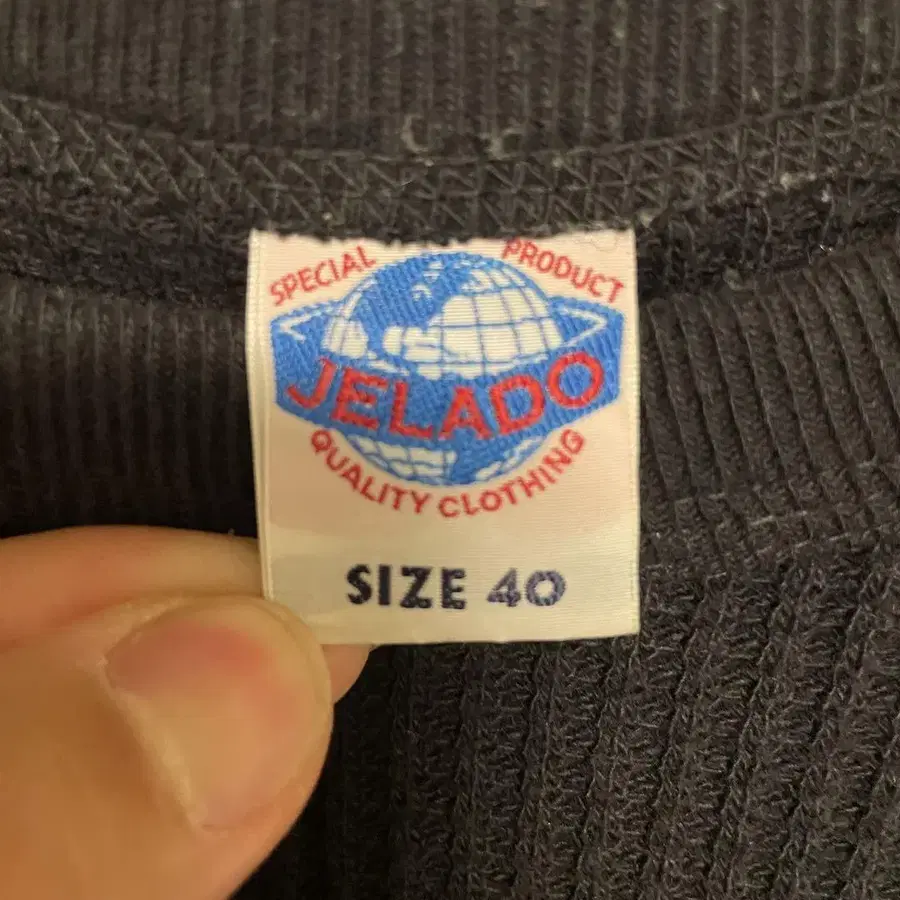 SPECIAL PRODUCT
JELADO
QUALITY CLOTHING
SIZE 40